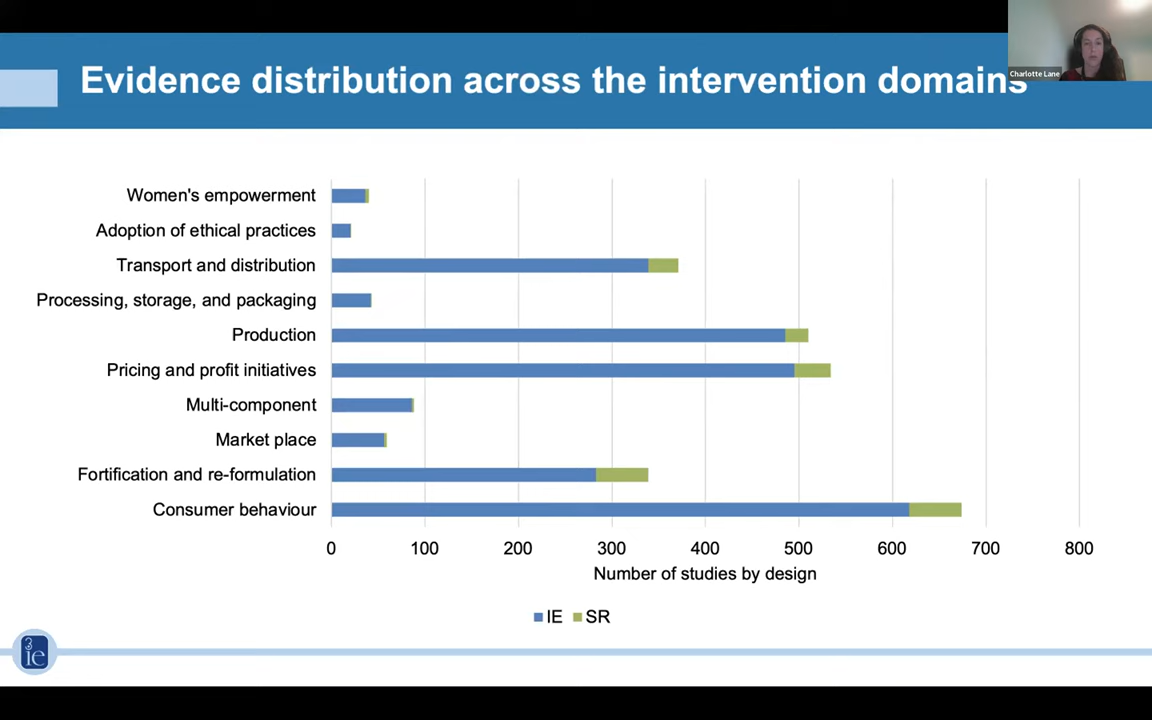 Evidence distribution across the intervention domains
Charlotte Lane
Women's empowerment
Adoption of ethical practices
Transport and distribution
Processing, storage, and packaging
Production
Pricing and profit initiatives
Multi-component
Market place
Fortification and re-formulation
Consumer behaviour
0 100 200 300 400 500 600 700 800
Number of studies by design
IE SR
3ie